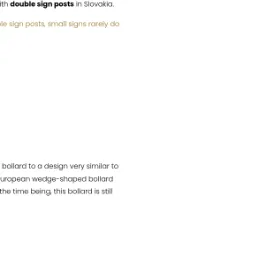 ith double sign posts in Slovakia.
le sign posts, small signs rarely do
bollard to a design very similar to
uropean wedge-shaped bollard
the time being, this bollard is still